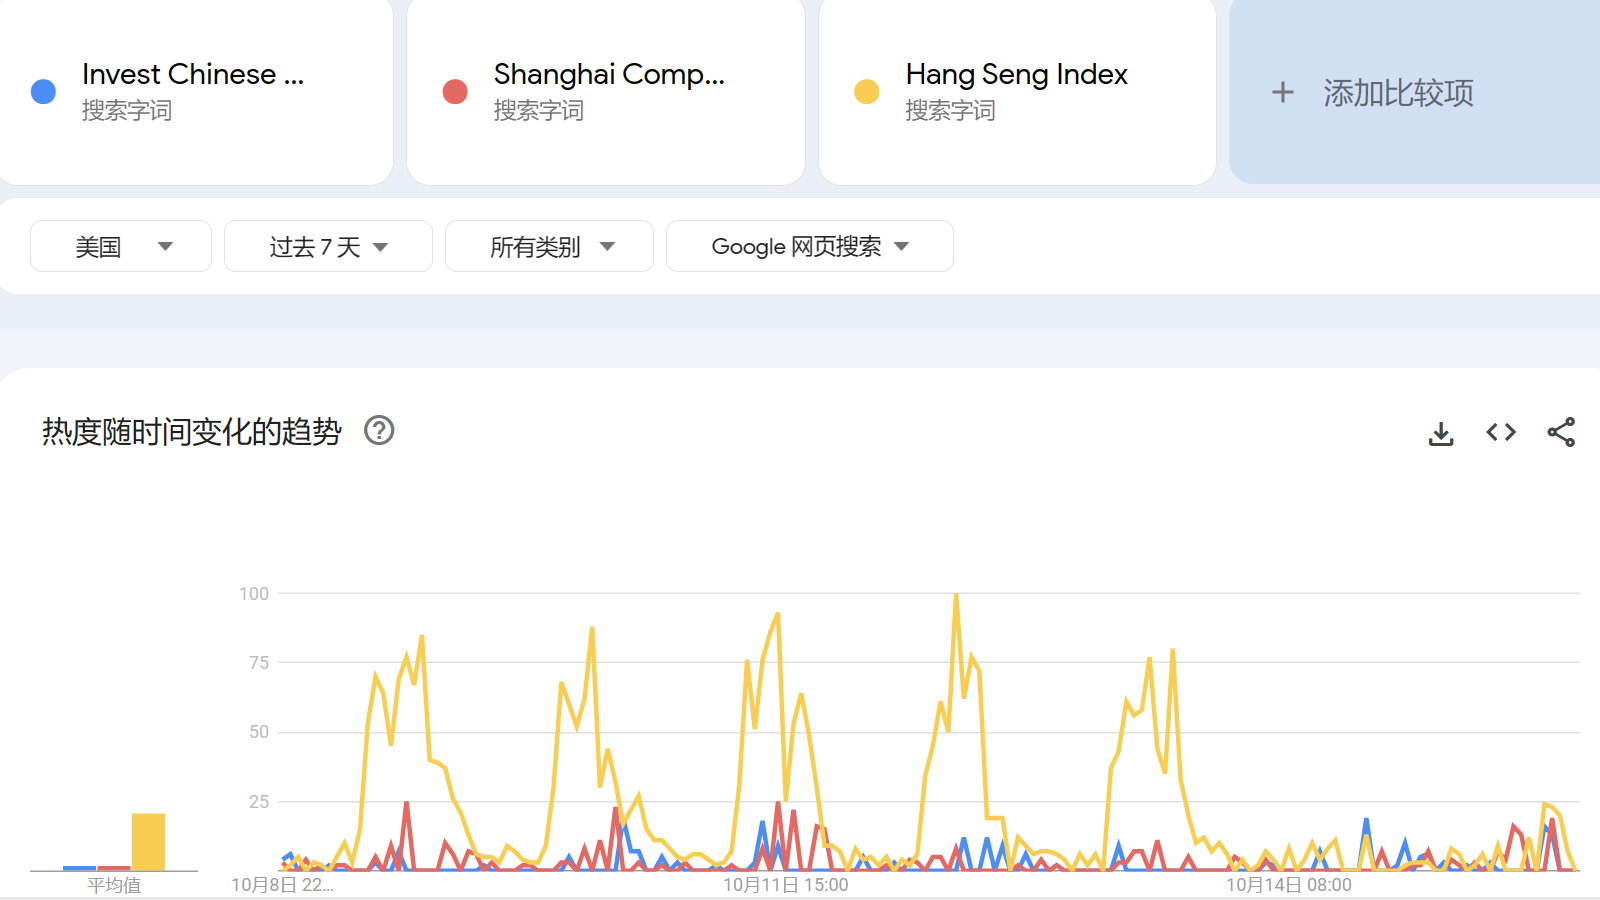 Invest Chinese ...
搜索字词
Shanghai Comp...
搜索字词
Hang Seng Index
搜索字词
+ 添加比较项
美国
过去 7 天
所有类别
Google 网页搜索
热度随时间变化的趋势
100
75
50
25
平均值
10月8日 22...
10月11日 15:00
10月14日 08:00